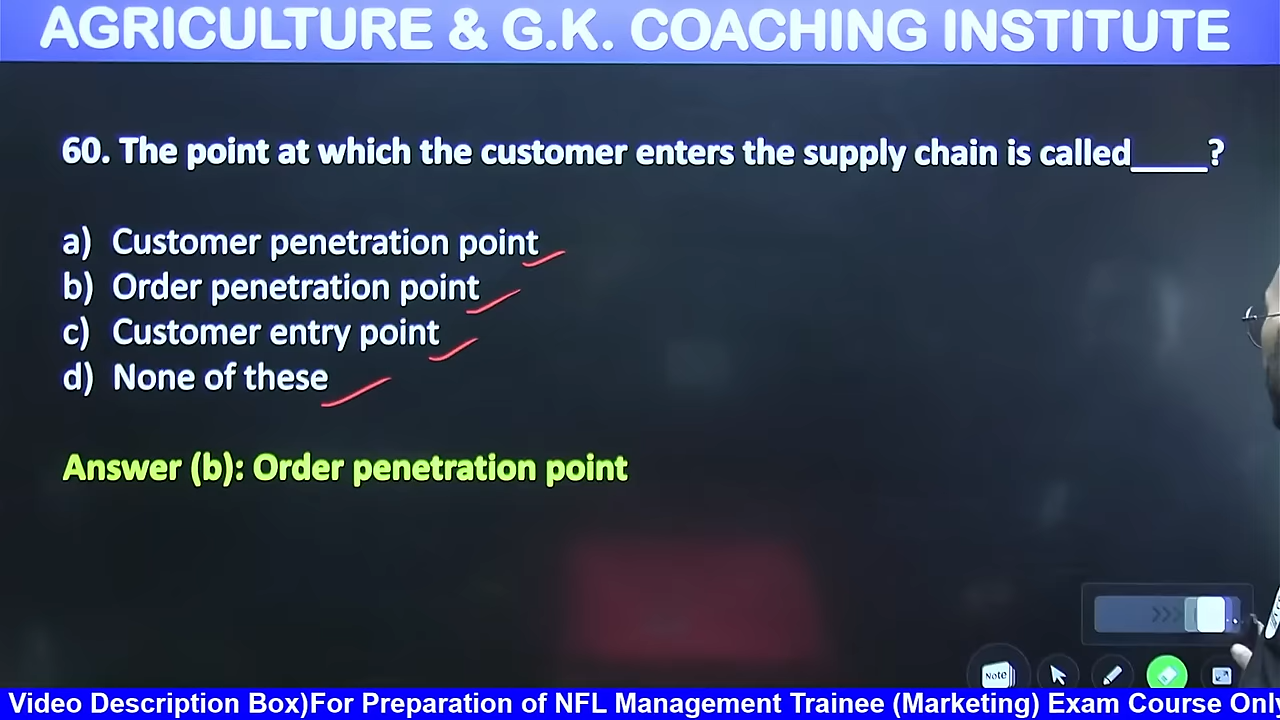 AGRICULTURE & G.K. COACHING INSTITUTE
60. The point at which the customer enters the supply chain is called_____?
a) Customer penetration point
b) Order penetration point
c) Customer entry point
d) None of these
Answer (b): Order penetration point
Note
Video Description Box)For Preparation of NFL Management Trainee (Marketing) Exam Course Only